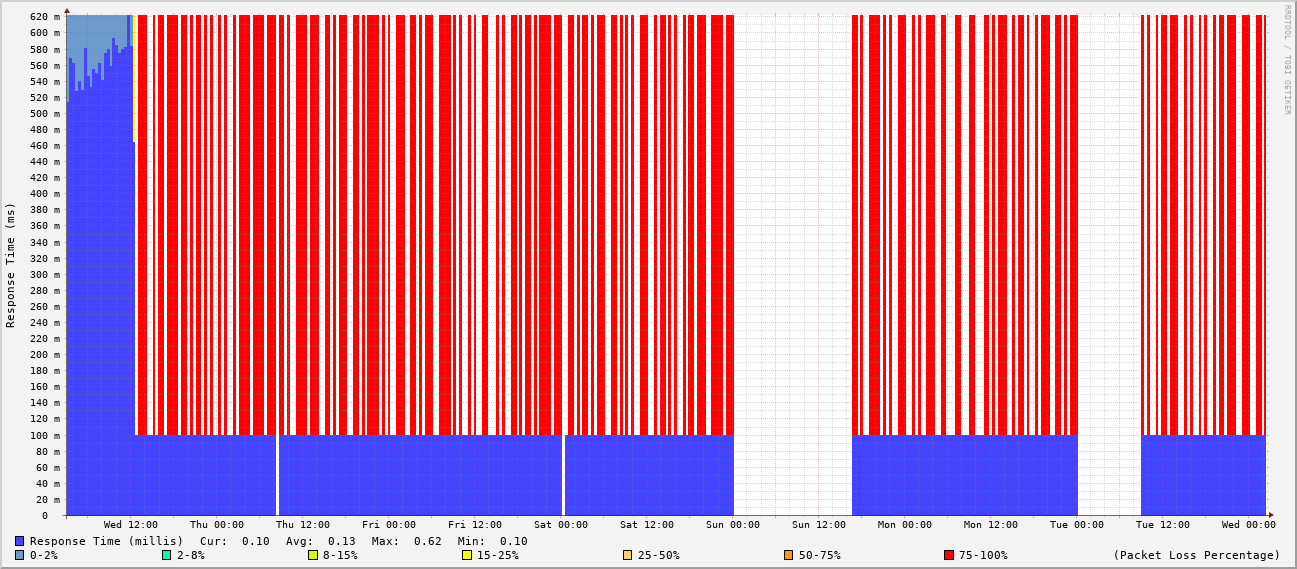 RRDTOOL / TOBI OETIKER
Response Time (ms)
620 m
600 m
580 m
560 m
540 m
520 m
500 m
480 m
460 m
440 m
420 m
400 m
380 m
360 m
340 m
320 m
300 m
280 m
260 m
240 m
220 m
200 m
180 m
160 m
140 m
120 m
100 m
80 m
60 m
40 m
20 m
0
Wed 12:00 Thu 00:00 Thu 12:00 Fri 00:00 Fri 12:00 Sat 00:00 Sat 12:00 Sun 00:00 Sun 12:00 Mon 00:00 Mon 12:00 Tue 00:00 Tue 12:00 Wed 00:00
Response Time (millis) Cur: 0.10 Avg: 0.13 Max: 0.62 Min: 0.10
0-2% 2-8% 8-15% 15-25% 25-50% 50-75% 75-100% (Packet Loss Percentage)